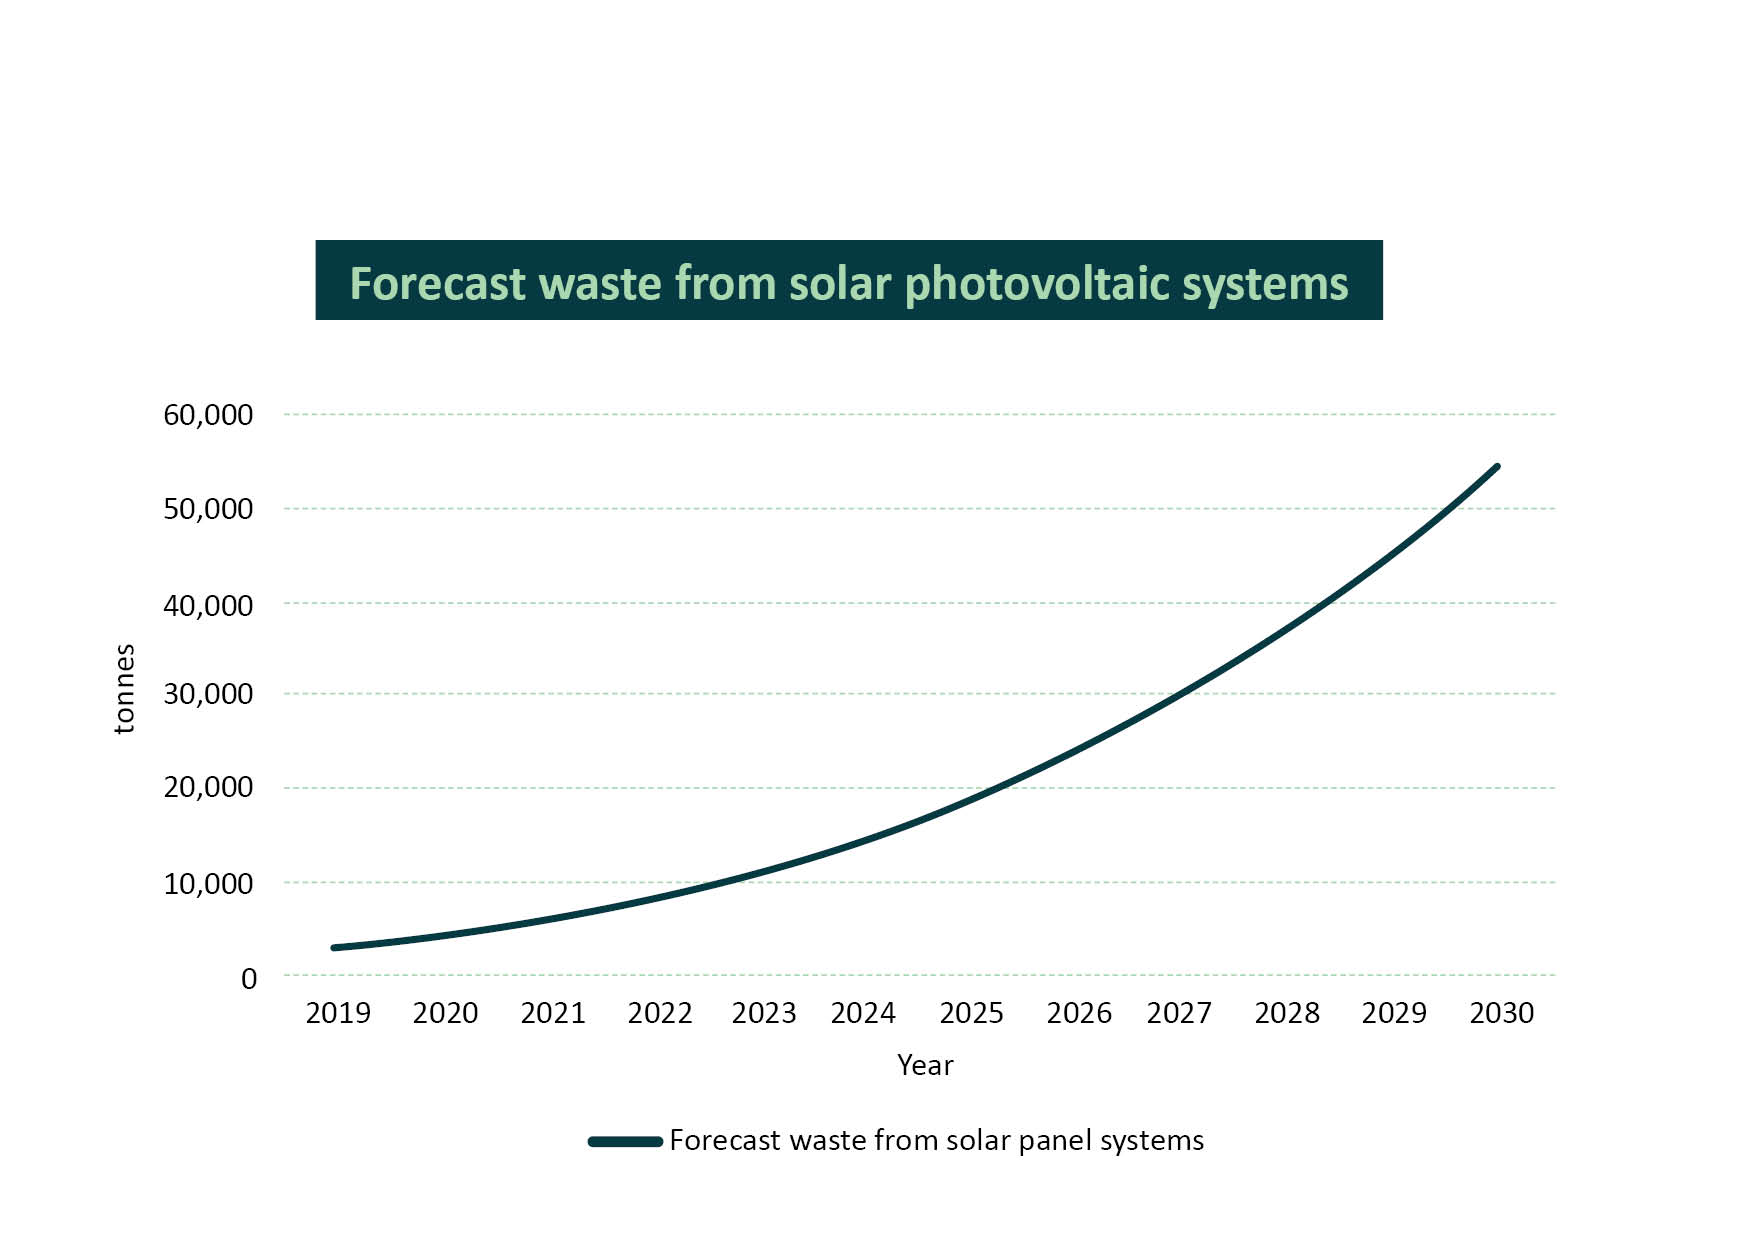 Forecast waste from solar photovoltaic systems
60,000
50,000
40,000
30,000
20,000
10,000
0
tonnes
2019 2020 2021 2022 2023 2024 2025 2026 2027 2028 2029 2030
Year
Forecast waste from solar panel systems